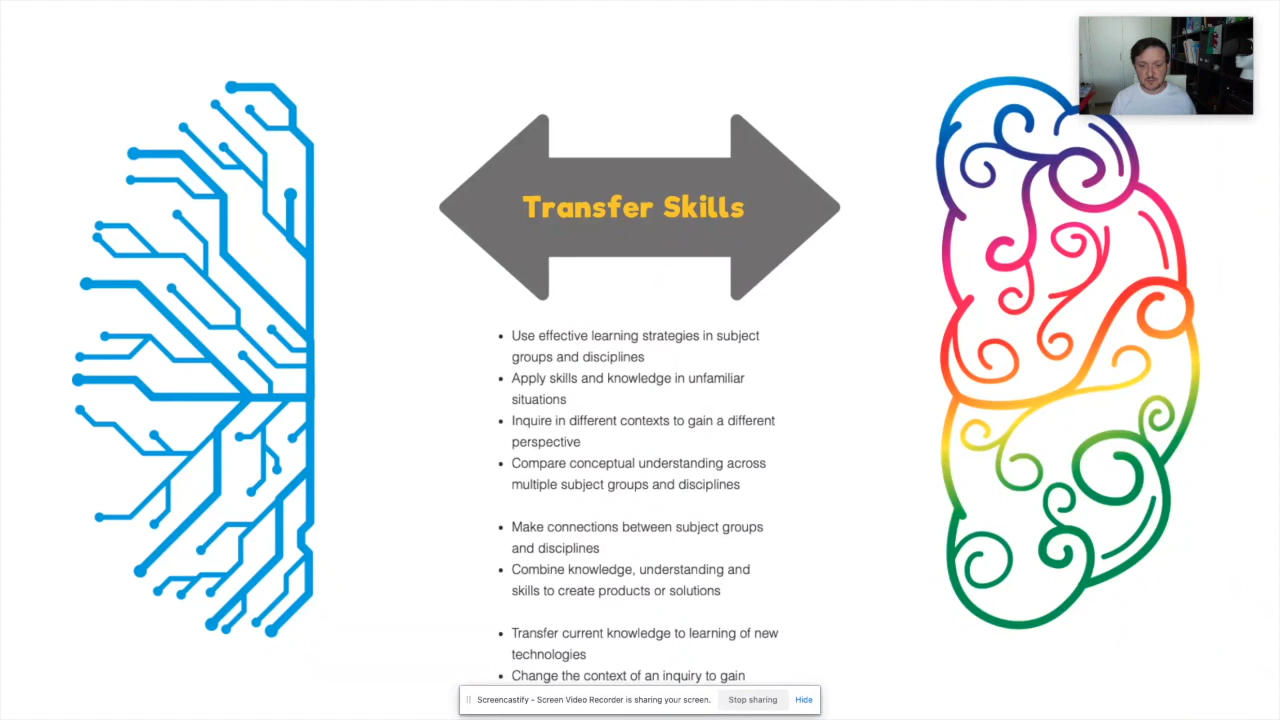 Transfer Skills
• Use effective learning strategies in subject
groups and disciplines
• Apply skills and knowledge in unfamiliar
situations
• Inquire in different contexts to gain a different
perspective
• Compare conceptual understanding across
multiple subject groups and disciplines
• Make connections between subject groups
and disciplines
• Combine knowledge, understanding and
skills to create products or solutions
• Transfer current knowledge to learning of new
technologies
• Change the context of an inquiry to gain
Screencastify - Screen Video Recorder is sharing your screen. Stop sharing Hide